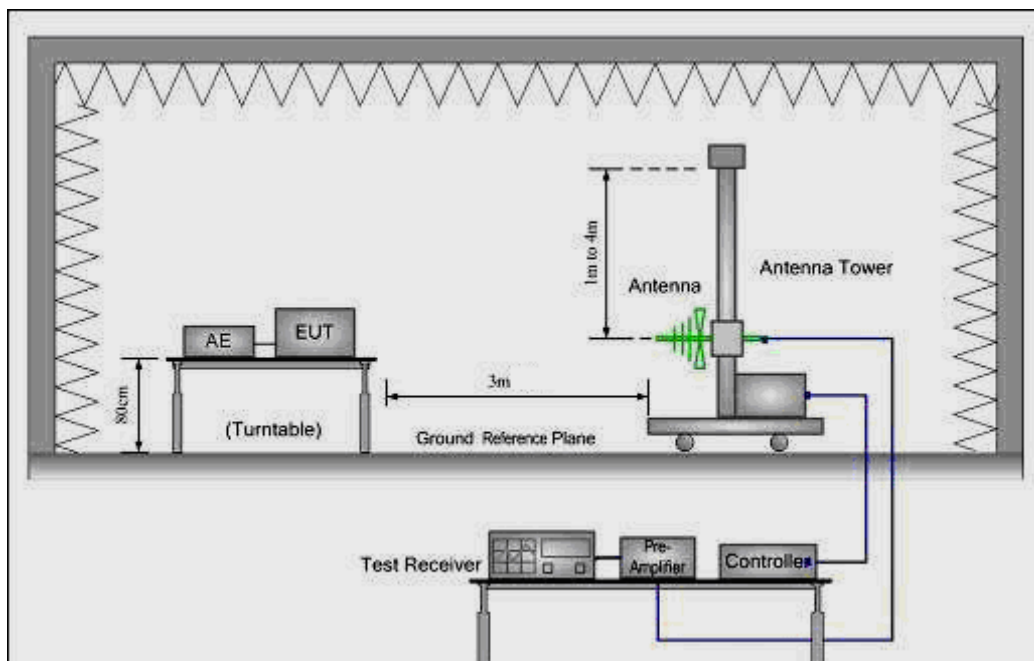 1m to 4m
Antenna
Antenna Tower
AE
EUT
80cm
(Turntable)
3m
Ground Reference Plane
Test Receiver
Pre-
Amplifier
Controller